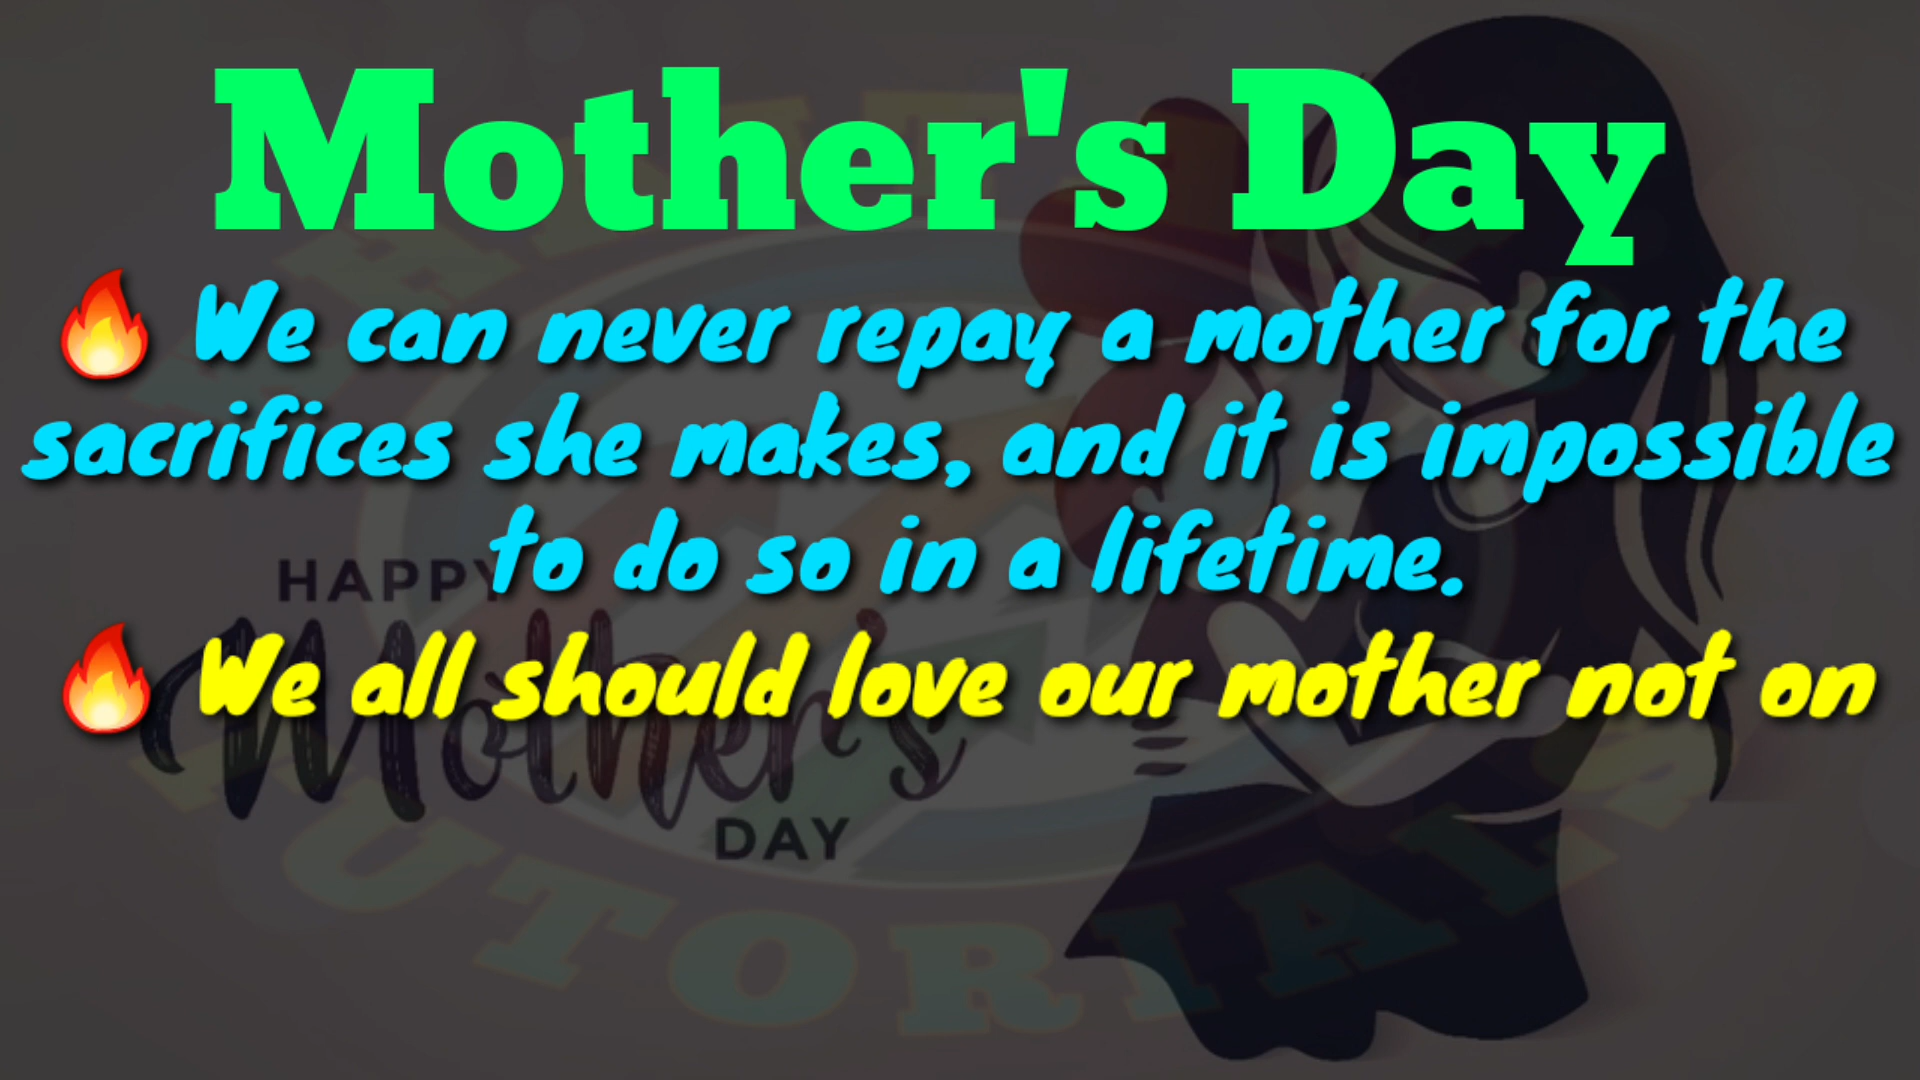 Mother's Day
🔥 We can never repay a mother for the
sacrifices she makes, and it is impossible
to do so in a lifetime.
🔥 We all should love our mother not on
HAPPY
Mother's
DAY
TUTORIALS